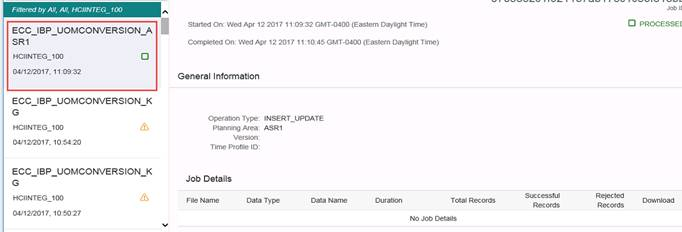 Filtered by All, All, HCIINTEG_100
ECC_IBP_UOMCONVERSION_A
SR1
HCIINTEG_100
04/12/2017, 11:09:32
ECC_IBP_UOMCONVERSION_K
G
HCIINTEG_100
04/12/2017, 10:54:20
ECC_IBP_UOMCONVERSION_K
G
HCIINTEG_100
04/12/2017, 10:50:27
Job ID
PROCESSED
Started On: Wed Apr 12 2017 11:09:32 GMT-0400 (Eastern Daylight Time)
Completed On: Wed Apr 12 2017 11:10:45 GMT-0400 (Eastern Daylight Time)
General Information
Operation Type: INSERT_UPDATE
Planning Area: ASR1
Version:
Time Profile ID:
Job Details
File Name Data Type Data Name Duration Total Records Successful Records Rejected Records Download
No Job Details